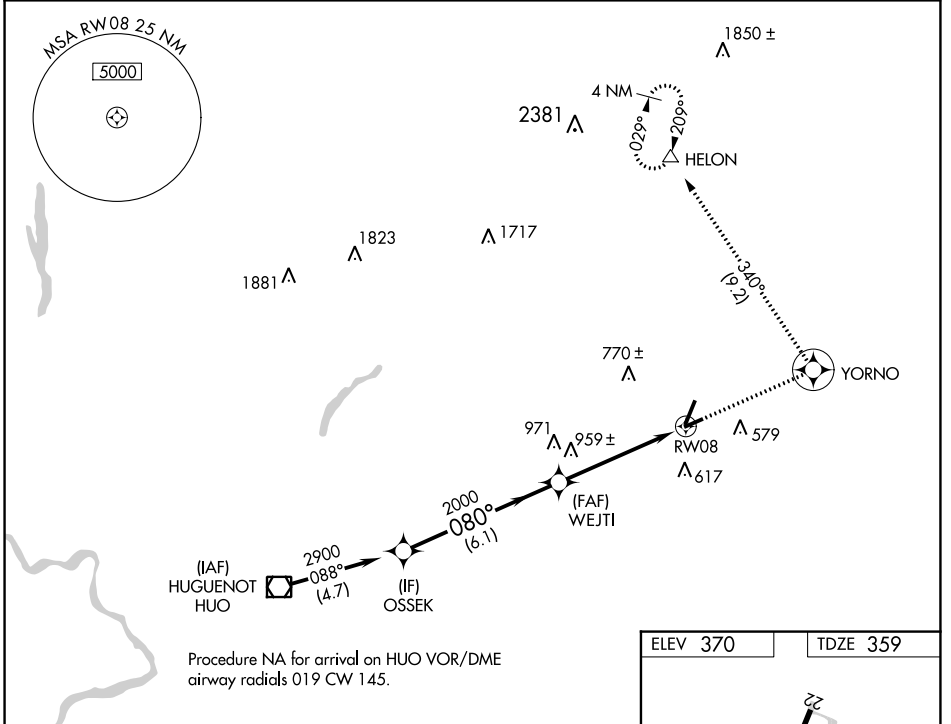 MSA RW08 25 NM
5000
1850 ±
4 NM
2381
029°
209°
HELON
1823
1717
1881
340°
(9.2)
770 ±
YORNO
971
959 ±
579
RW08
617
(FAF)
WEJTI
2000
080°
(6.1)
2900
088°
(4.7)
(IAF)
HUGUENOT
HUO
(IF)
OSSEK
Procedure NA for arrival on HUO VOR/DME
airway radials 019 CW 145.
ELEV 370
TDZE 359
22